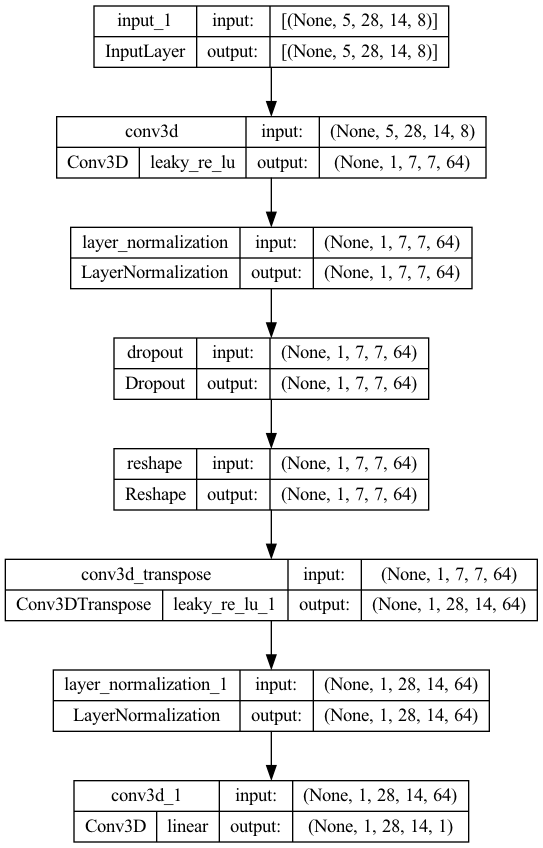 input_1 input: [(None, 5, 28, 14, 8)]
InputLayer output: [(None, 5, 28, 14, 8)]
conv3d input: (None, 5, 28, 14, 8)
Conv3D leaky_re_lu output: (None, 1, 7, 7, 64)
layer_normalization input: (None, 1, 7, 7, 64)
LayerNormalization output: (None, 1, 7, 7, 64)
dropout input: (None, 1, 7, 7, 64)
Dropout output: (None, 1, 7, 7, 64)
reshape input: (None, 1, 7, 7, 64)
Reshape output: (None, 1, 7, 7, 64)
conv3d_transpose input: (None, 1, 7, 7, 64)
Conv3DTranspose leaky_re_lu_1 output: (None, 1, 28, 14, 64)
layer_normalization_1 input: (None, 1, 28, 14, 64)
LayerNormalization output: (None, 1, 28, 14, 64)
conv3d_1 input: (None, 1, 28, 14, 64)
Conv3D linear output: (None, 1, 28, 14, 1)